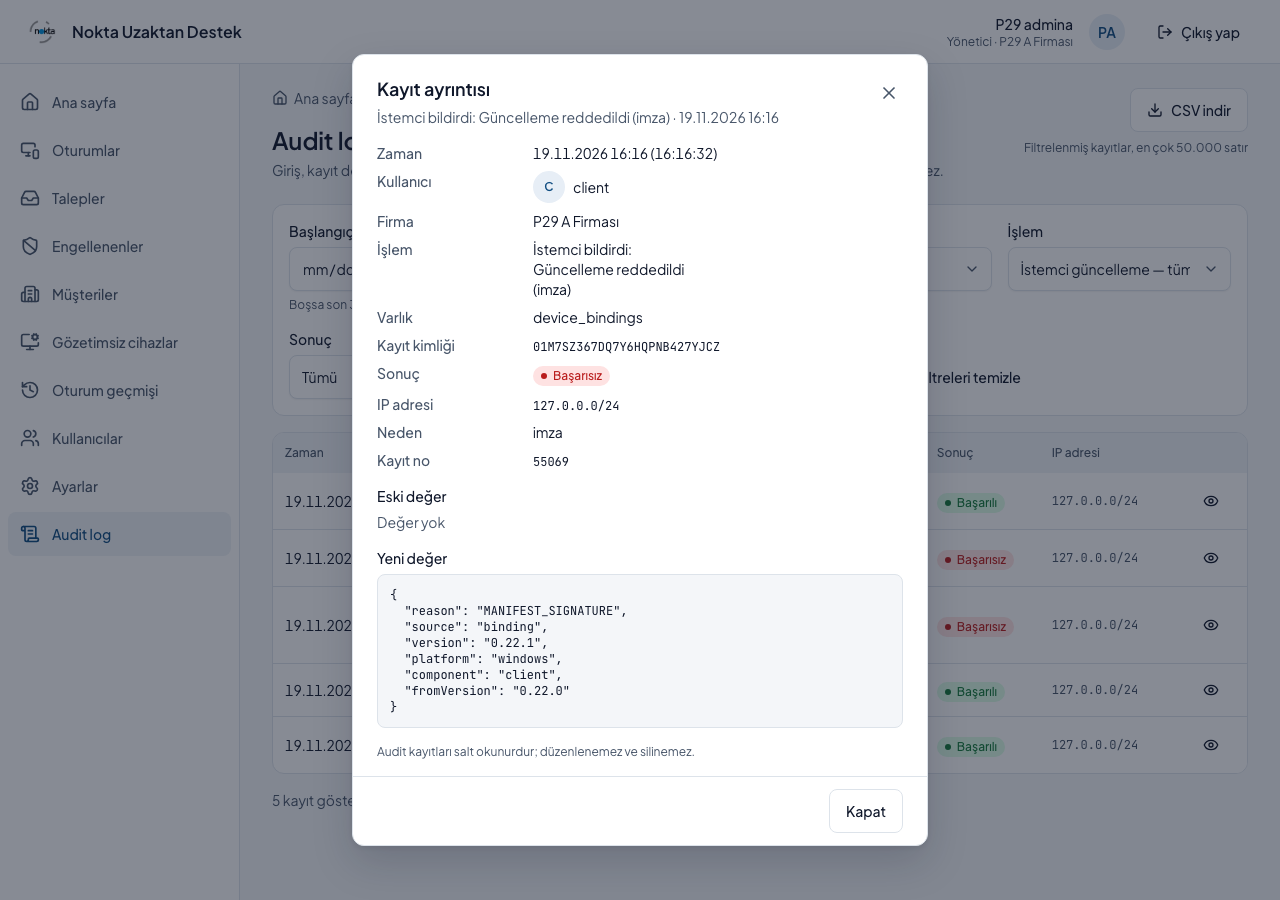 nokta
Nokta Uzaktan Destek
P29 admina
Yönetici · P29 A Firması
PA
Çıkış yap
Ana sayfa
Oturumlar
Talepler
Engellenenler
Müşteriler
Gözetimsiz cihazlar
Oturum geçmişi
Kullanıcılar
Ayarlar
Audit log
CSV indir
Filtrelenmiş kayıtlar, en çok 50.000 satır
İşlem
mm/dd
İstemci güncelleme — tüm
Sonuç
Tümü
Zaman
Sonuç
IP adresi
Başarılı
127.0.0.0/24
Başarısız
127.0.0.0/24
Başarısız
127.0.0.0/24
Başarılı
127.0.0.0/24
Başarılı
127.0.0.0/24
Kayıt ayrıntısı
İstemci bildirdi: Güncelleme reddedildi (imza) · 19.11.2026 16:16
Zaman
19.11.2026 16:16 (16:16:32)
Kullanıcı
C
client
Firma
P29 A Firması
İşlem
İstemci bildirdi:
Güncelleme reddedildi
(imza)
Varlık
device_bindings
Kayıt kimliği
01M7SZ367DQ7Y6HQPNB427YJCZ
Sonuç
Başarısız
IP adresi
127.0.0.0/24
Neden
imza
Kayıt no
55069
Eski değer
Değer yok
Yeni değer
{
"reason": "MANIFEST_SIGNATURE",
"source": "binding",
"version": "0.22.1",
"platform": "windows",
"component": "client",
"fromVersion": "0.22.0"
}
Audit kayıtları salt okunurdur; düzenlenemez ve silinemez.
Kapat